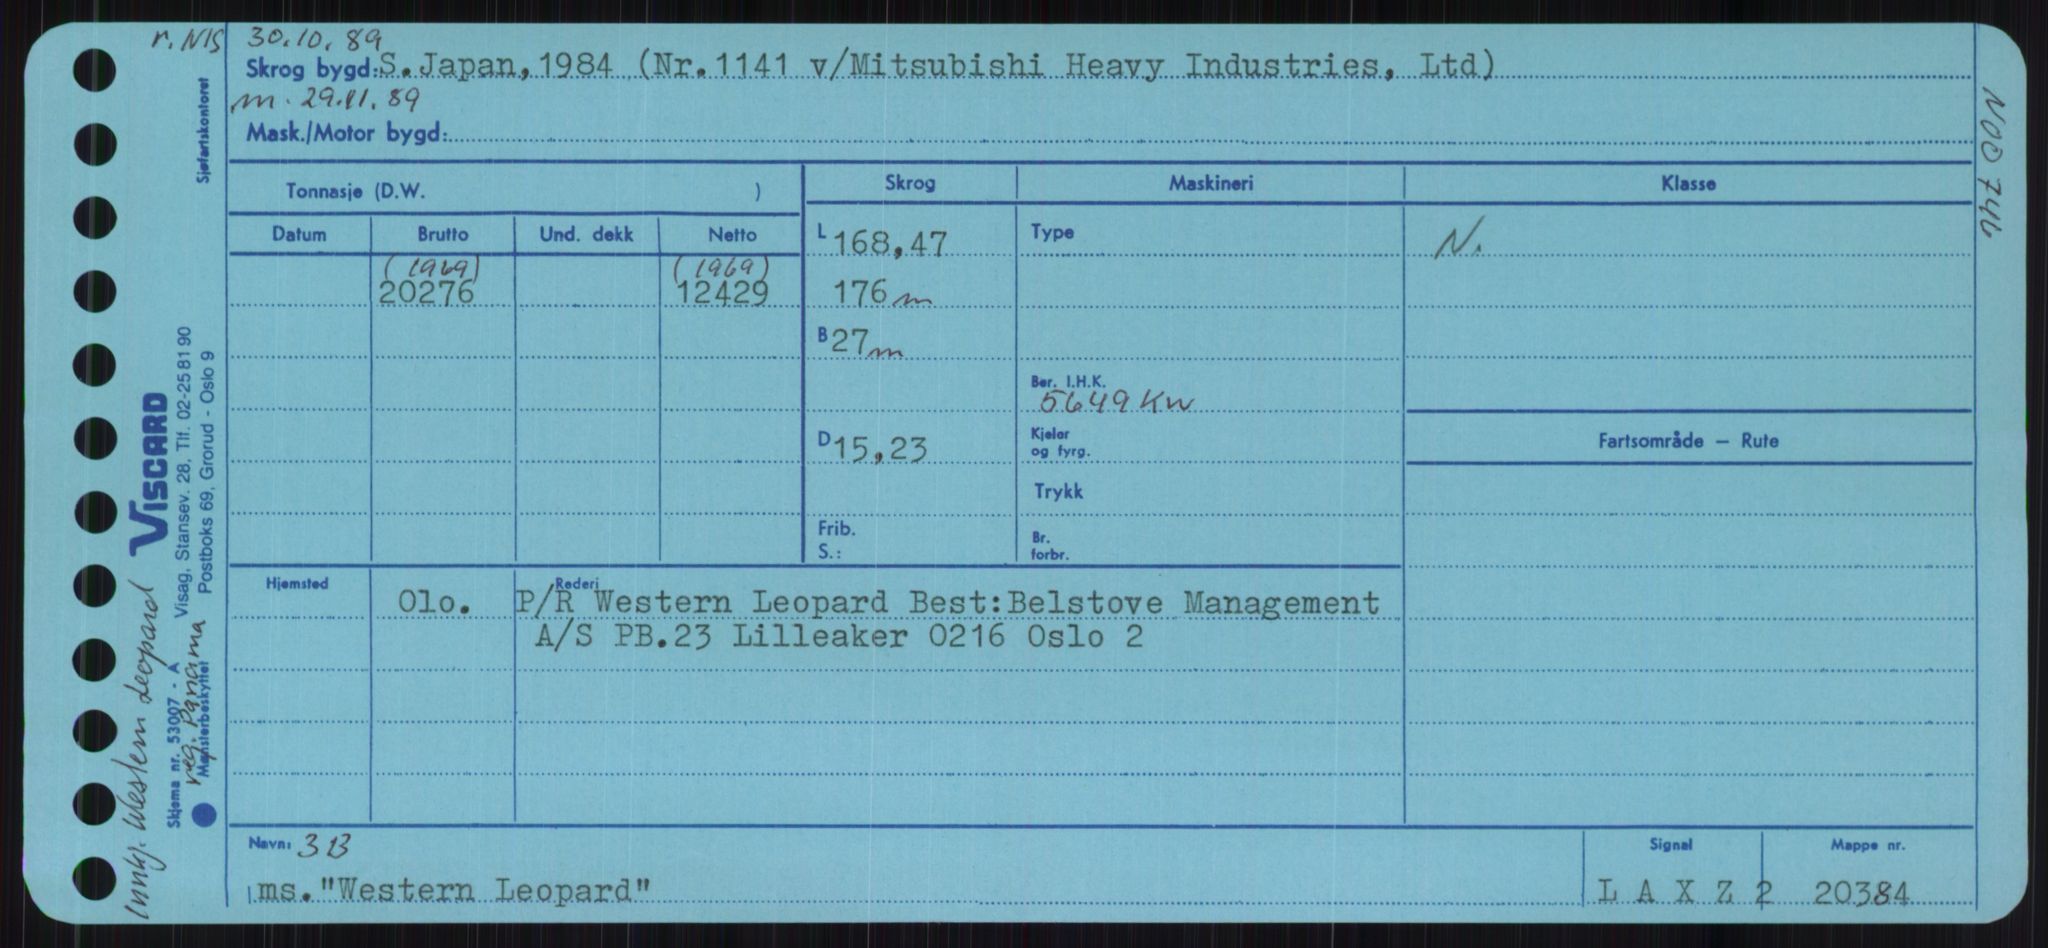 r. NIS 30.10.89
Skrog bygd: S. Japan, 1984 (Nr. 1141 v/Mitsubishi Heavy Industries, Ltd)
m. 29.11.89
Mask./Motor bygd:
Tonnasje (D.W. )
Skrog Maskineri Klasse
Datum Brutto Und. dekk Netto
L 168,47 Type N.
(1969) (1969)
20276 12429 176 m
B 27 m
Ber. I.H.K.
5649 KW
D 15,23 Kjeler og fyrg.
Fartsområde – Rute
Trykk
Frib.
S.:
Br. forbr.
Hjemsted Rederi
Olo. P/R Western Leopard Best: Belstove Management
A/S PB.23 Lilleaker 0216 Oslo 2
Navn: 3B
ms. "Western Leopard"
Signal Mappe nr.
L A X Z 2 20384
Sjøfartskontoret
VISCARD
Visag, Stansev. 28, Tlf. 02-25 81 90
Postboks 69, Grorud - Oslo 9
Skjema nr. 53007 - A
Mønsterbeskyttet
innkj. Western Leopard
reg. Panama